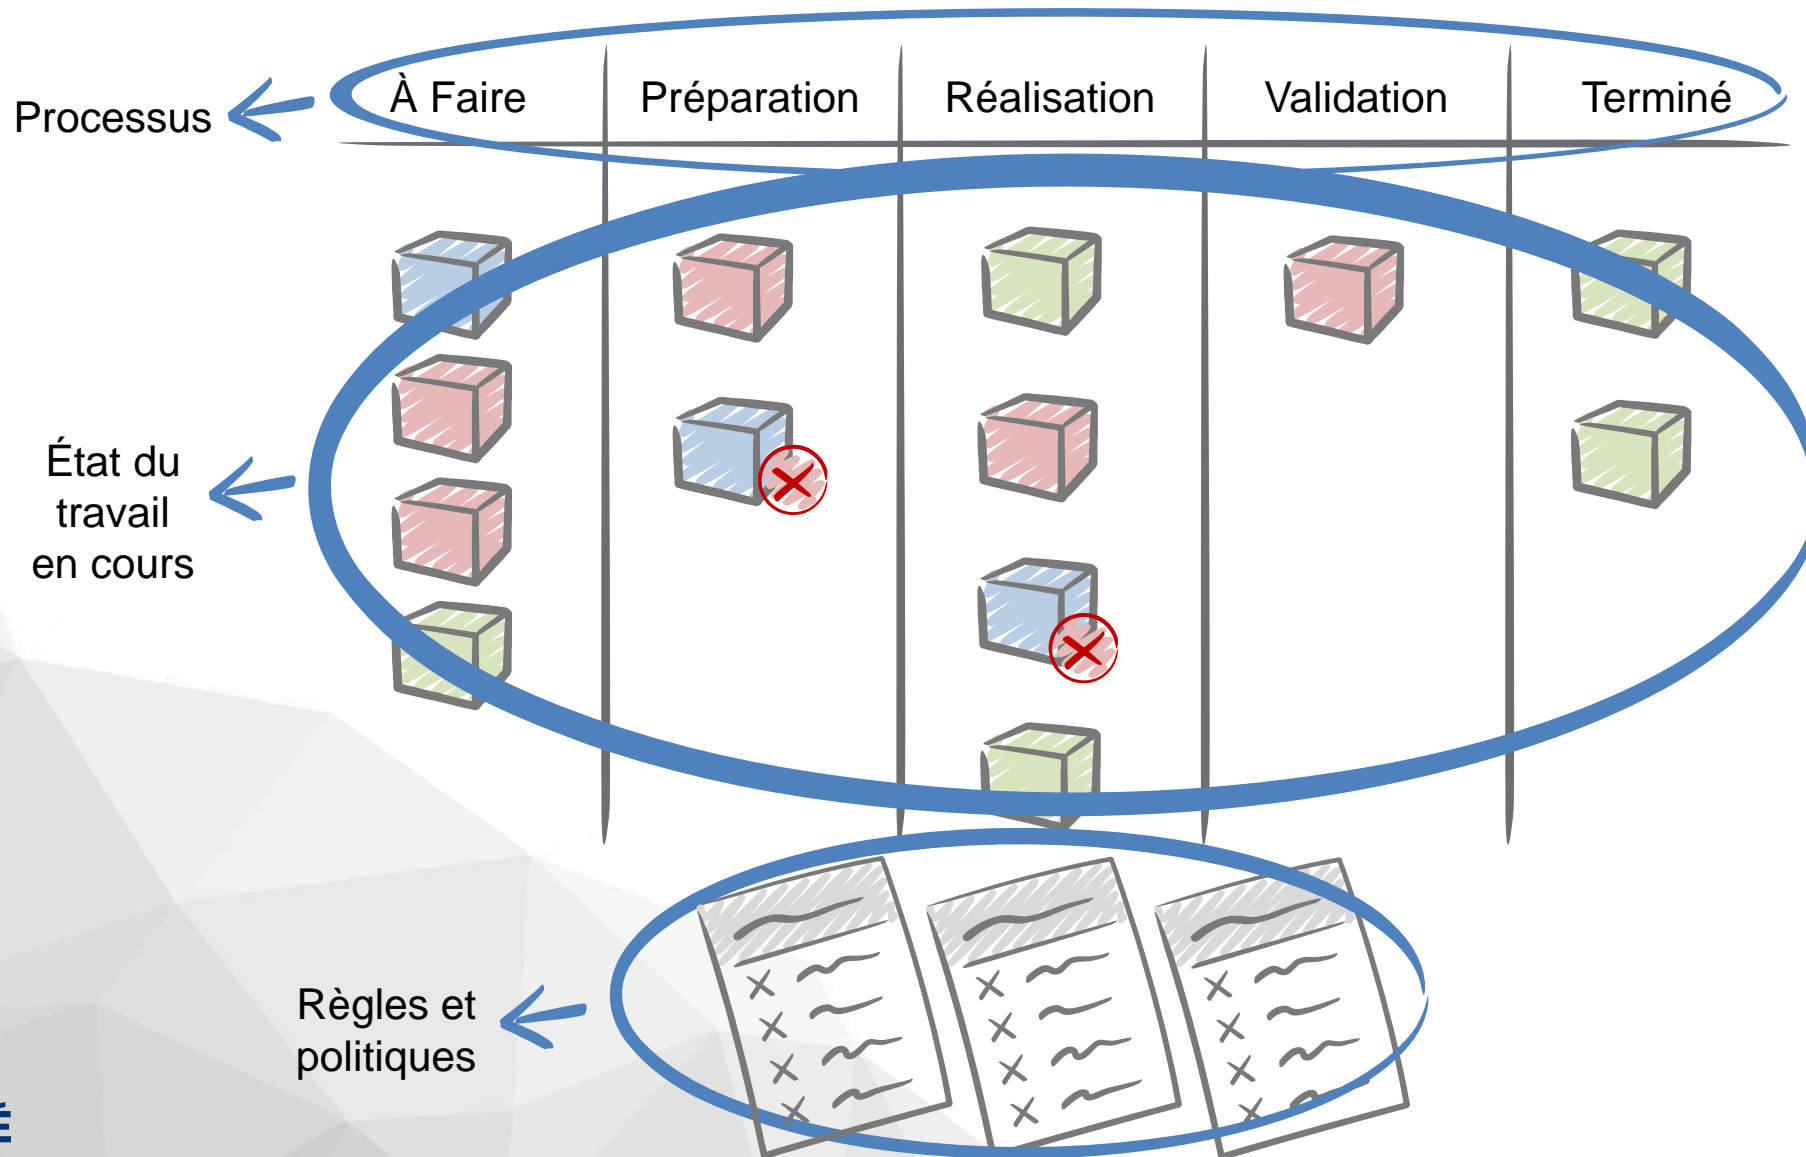 À Faire
Préparation
Réalisation
Validation
Terminé
Processus
État du
travail
en cours
Règles et
politiques